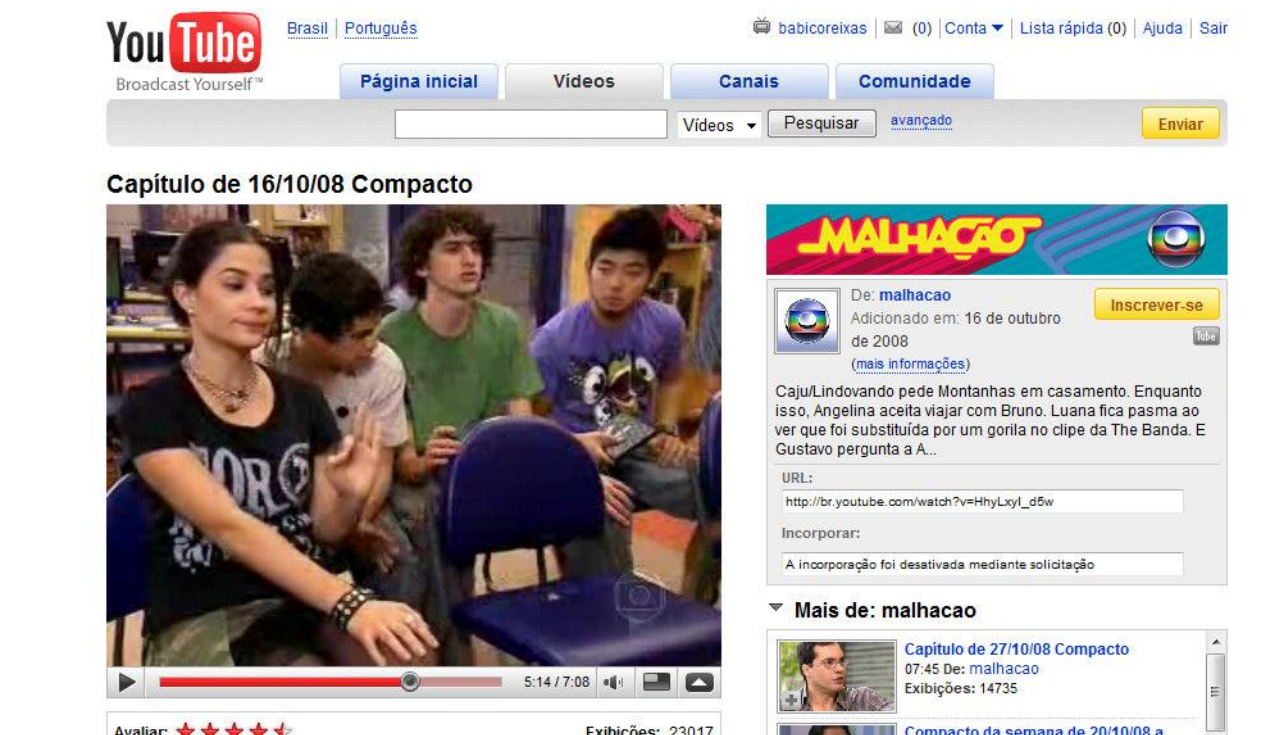 You Tube
Broadcast Yourself™
Brasil | Português
babicoreixas | (0) | Conta | Lista rápida (0) | Ajuda | Sair
Página inicial
Vídeos
Canais
Comunidade
Vídeos
Pesquisar
avançado
Enviar
Capítulo de 16/10/08 Compacto
5:14 / 7:08
Avaliar:
Exibições: 23017
MALHAÇÃO
De: malhacao
Adicionado em: 16 de outubro
de 2008
(mais informações)
Inscrever-se
Tube
Caju/Lindovando pede Montanhas em casamento. Enquanto
isso, Angelina aceita viajar com Bruno. Luana fica pasma ao
ver que foi substituída por um gorila no clipe da The Banda. E
Gustavo pergunta a A...
URL:
http://br.youtube.com/watch?v=HhyLxyI_d5w
Incorporar:
A incorporação foi desativada mediante solicitação
Mais de: malhacao
Capítulo de 27/10/08 Compacto
07:45 De: malhacao
Exibições: 14735
Compacto da semana de 20/10/08 a